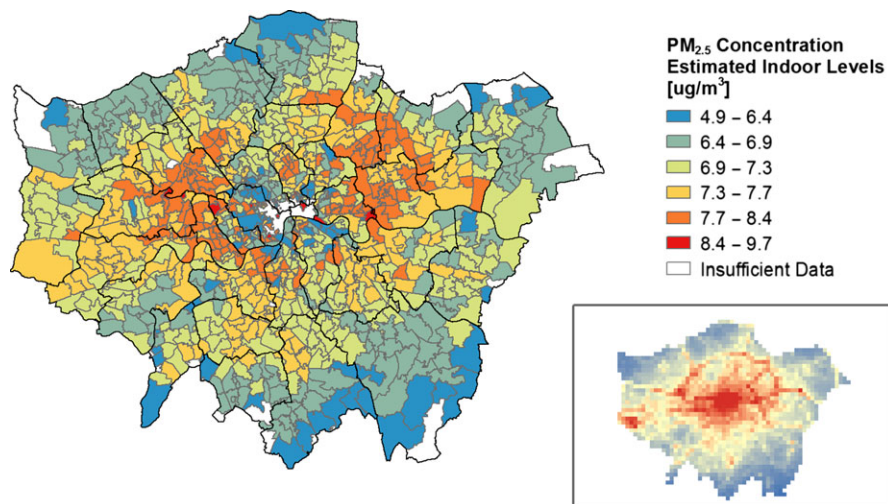 PM2.5 Concentration
Estimated Indoor Levels
[ug/m³]
4.9 – 6.4
6.4 – 6.9
6.9 – 7.3
7.3 – 7.7
7.7 – 8.4
8.4 – 9.7
Insufficient Data